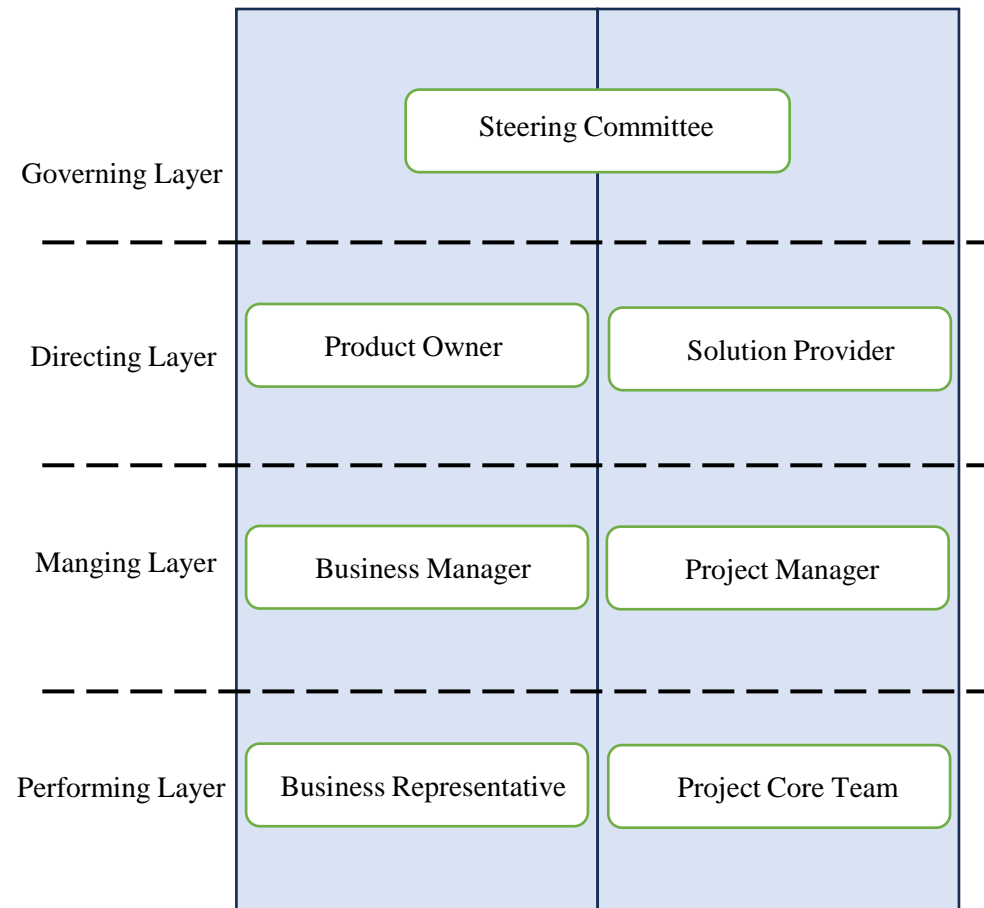 Steering Committee
Governing Layer
Directing Layer
Product Owner
Solution Provider
Manging Layer
Business Manager
Project Manager
Performing Layer
Business Representative
Project Core Team